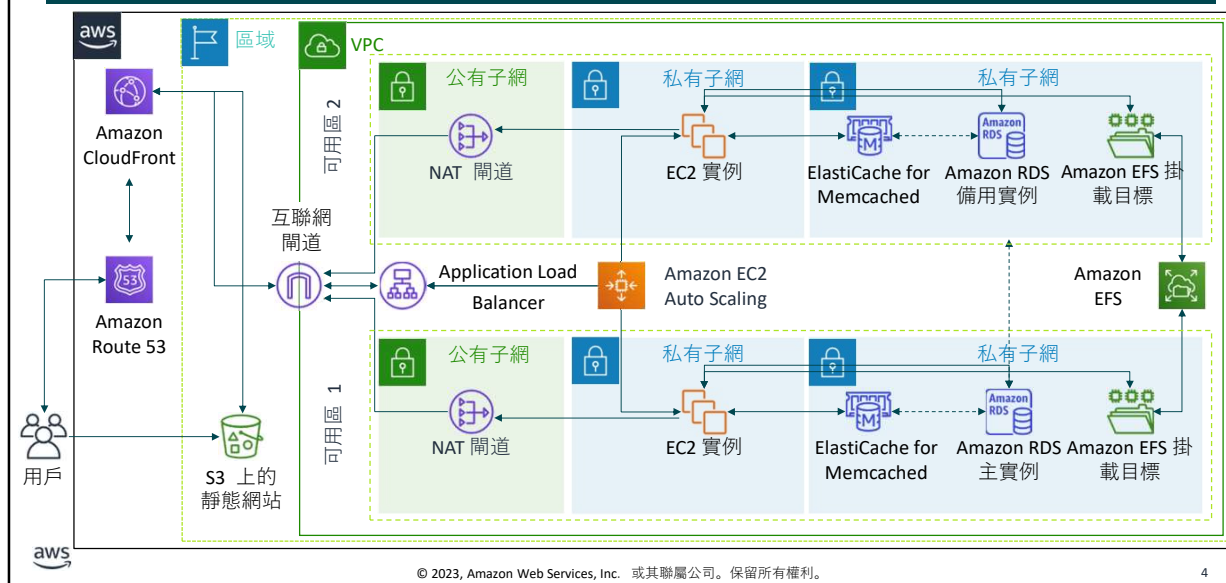 aws
區域
VPC
可用區 2
公有子網
私有子網
私有子網
Amazon
CloudFront
NAT 閘道
EC2 實例
ElastiCache for
Memcached
Amazon
RDS
Amazon RDS
備用實例
Amazon EFS 掛
載目標
互聯網
閘道
Application Load
Balancer
Amazon EC2
Auto Scaling
Amazon
EFS
53
Amazon
Route 53
可用區 1
公有子網
私有子網
私有子網
NAT 閘道
EC2 實例
ElastiCache for
Memcached
Amazon
RDS
Amazon RDS
主實例
Amazon EFS 掛
載目標
用戶
S3 上的
靜態網站
aws
© 2023, Amazon Web Services, Inc. 或其聯屬公司。保留所有權利。
4